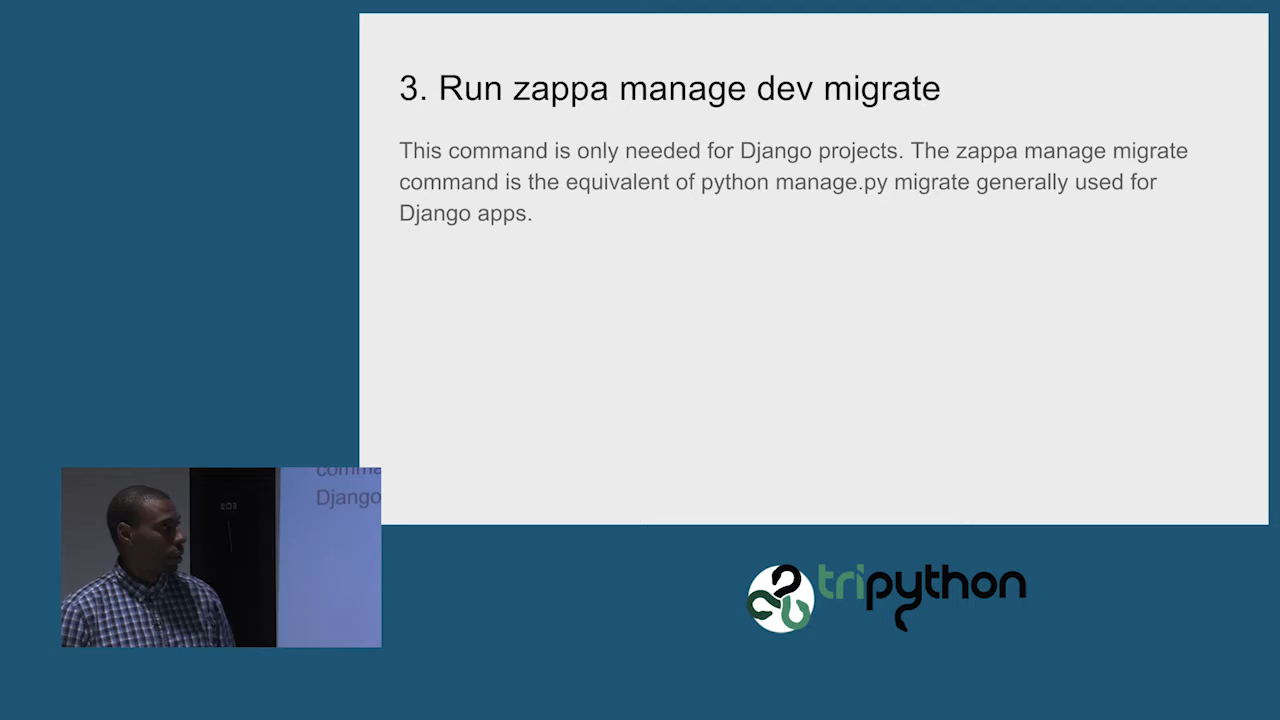 3. Run zappa manage dev migrate
This command is only needed for Django projects. The zappa manage migrate
command is the equivalent of python manage.py migrate generally used for
Django apps.
comma
Django
tripython